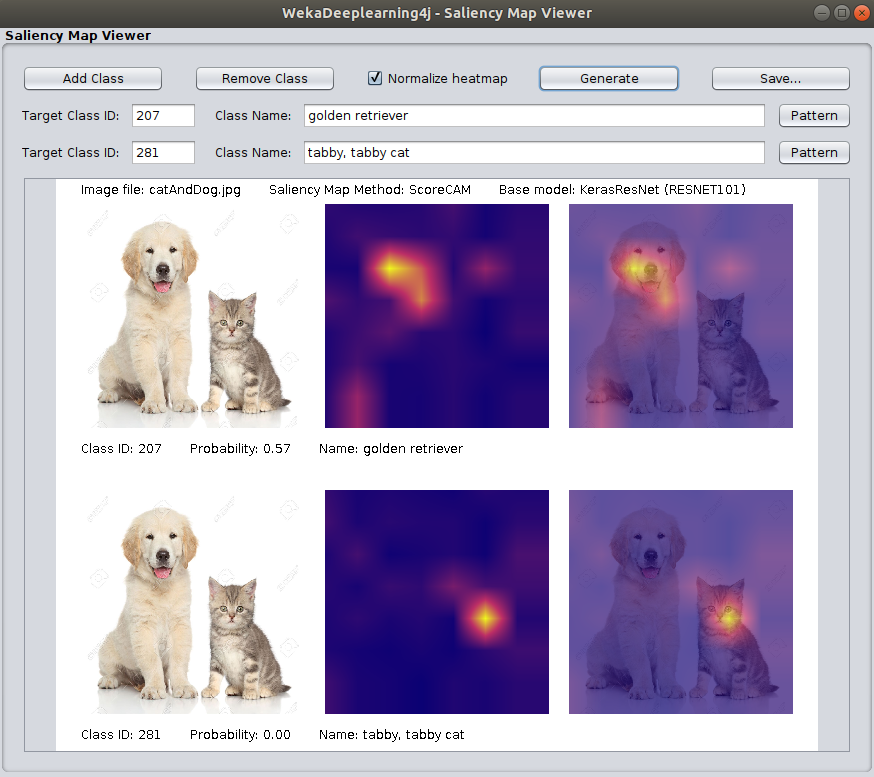 WekaDeeplearning4j - Saliency Map Viewer
Saliency Map Viewer
Add Class Remove Class Normalize heatmap Generate Save...
Target Class ID: 207 Class Name: golden retriever Pattern
Target Class ID: 281 Class Name: tabby, tabby cat Pattern
Image file: catAndDog.jpg Saliency Map Method: ScoreCAM Base model: KerasResNet (RESNET101)
Class ID: 207 Probability: 0.57 Name: golden retriever
Class ID: 281 Probability: 0.00 Name: tabby, tabby cat